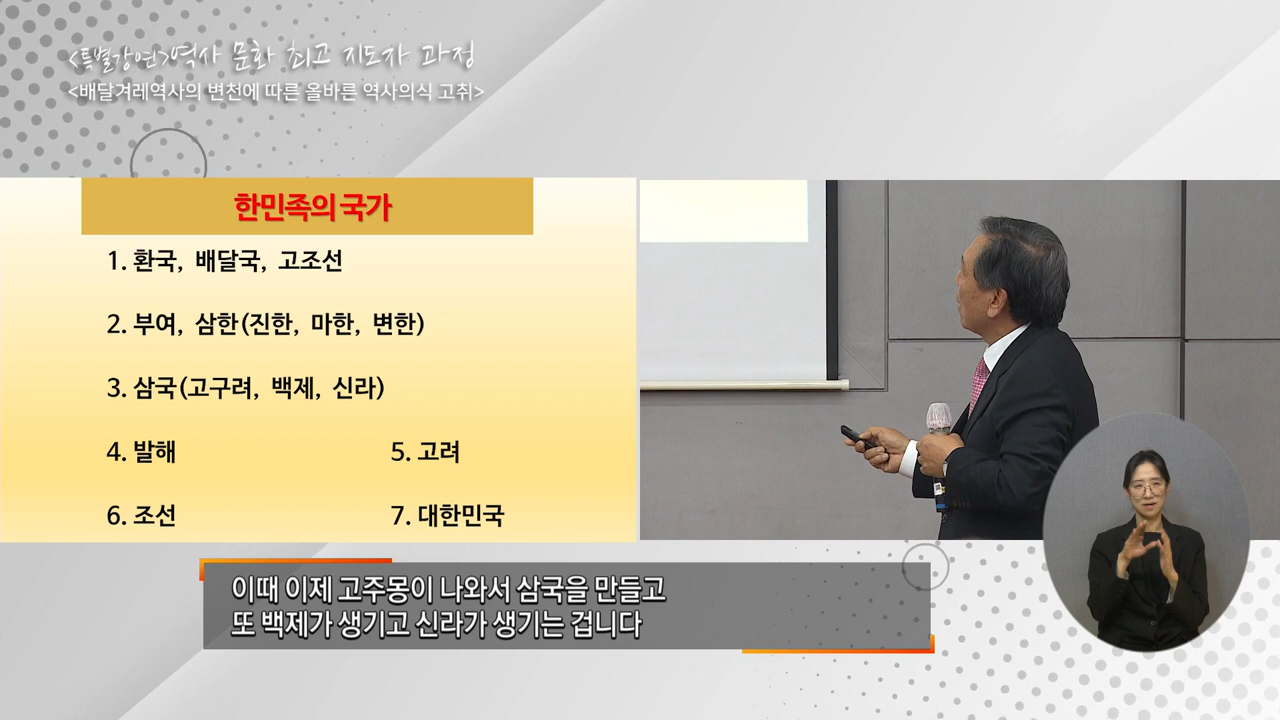 <특별강연>역사 문화 최고 지도자 과정
<배달겨레역사의 변천에 따른 올바른 역사의식 고취>
한민족의 국가
1. 환국, 배달국, 고조선
2. 부여, 삼한(진한, 마한, 변한)
3. 삼국(고구려, 백제, 신라)
4. 발해
5. 고려
6. 조선
7. 대한민국
이때 이제 고주몽이 나와서 삼국을 만들고
또 백제가 생기고 신라가 생기는 겁니다